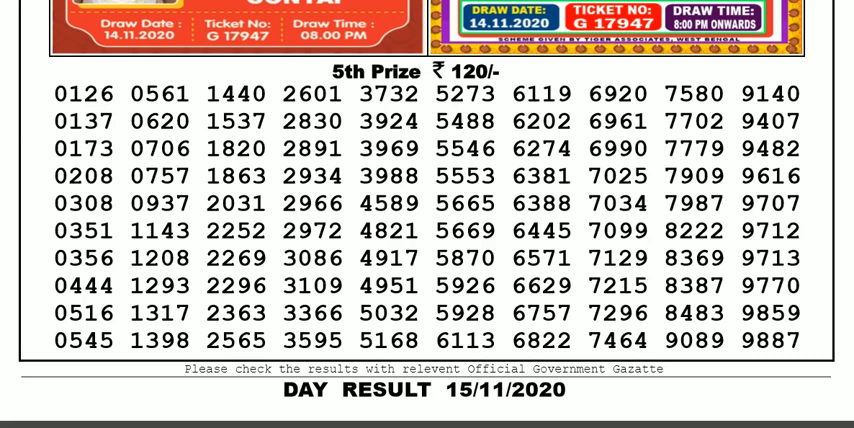 Draw Date : Ticket No: Draw Time :
14.11.2020 G 17947 08.00 PM
DRAW DATE: TICKET NO: DRAW TIME:
14.11.2020 G 17947 8:00 PM ONWARDS
SCHEME GIVEN BY TIGER ASSOCIATES, WEST BENGAL
5th Prize ₹ 120/-
0126 0561 1440 2601 3732 5273 6119 6920 7580 9140
0137 0620 1537 2830 3924 5488 6202 6961 7702 9407
0173 0706 1820 2891 3969 5546 6274 6990 7779 9482
0208 0757 1863 2934 3988 5553 6381 7025 7909 9616
0308 0937 2031 2966 4589 5665 6388 7034 7987 9707
0351 1143 2252 2972 4821 5669 6445 7099 8222 9712
0356 1208 2269 3086 4917 5870 6571 7129 8369 9713
0444 1293 2296 3109 4951 5926 6629 7215 8387 9770
0516 1317 2363 3366 5032 5928 6757 7296 8483 9859
0545 1398 2565 3595 5168 6113 6822 7464 9089 9887
Please check the results with relevent Official Government Gazatte
DAY RESULT 15/11/2020